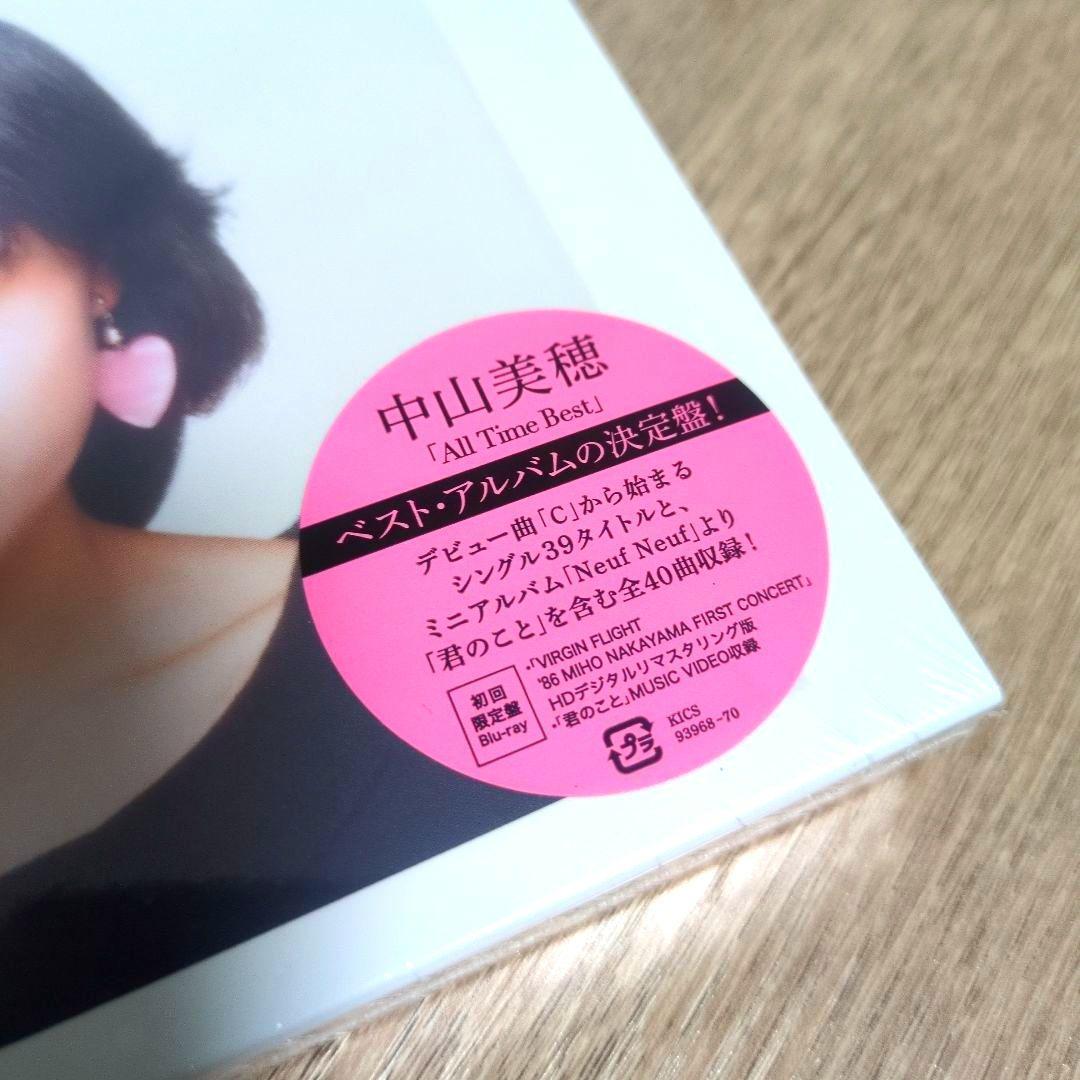 中山美穂
「All Time Best」
ベスト・アルバムの決定盤！
デビュー曲「C」から始まる
シングル39タイトルと、
ミニアルバム「Neuf Neuf」より
「君のこと」を含む全40曲収録！
初回
限定盤
Blu-ray
・「VIRGIN FLIGHT
'86 MIHO NAKAYAMA FIRST CONCERT」
HDデジタルリマスタリング版
・「君のこと」MUSIC VIDEO収録
プラ
KICS
93968-70